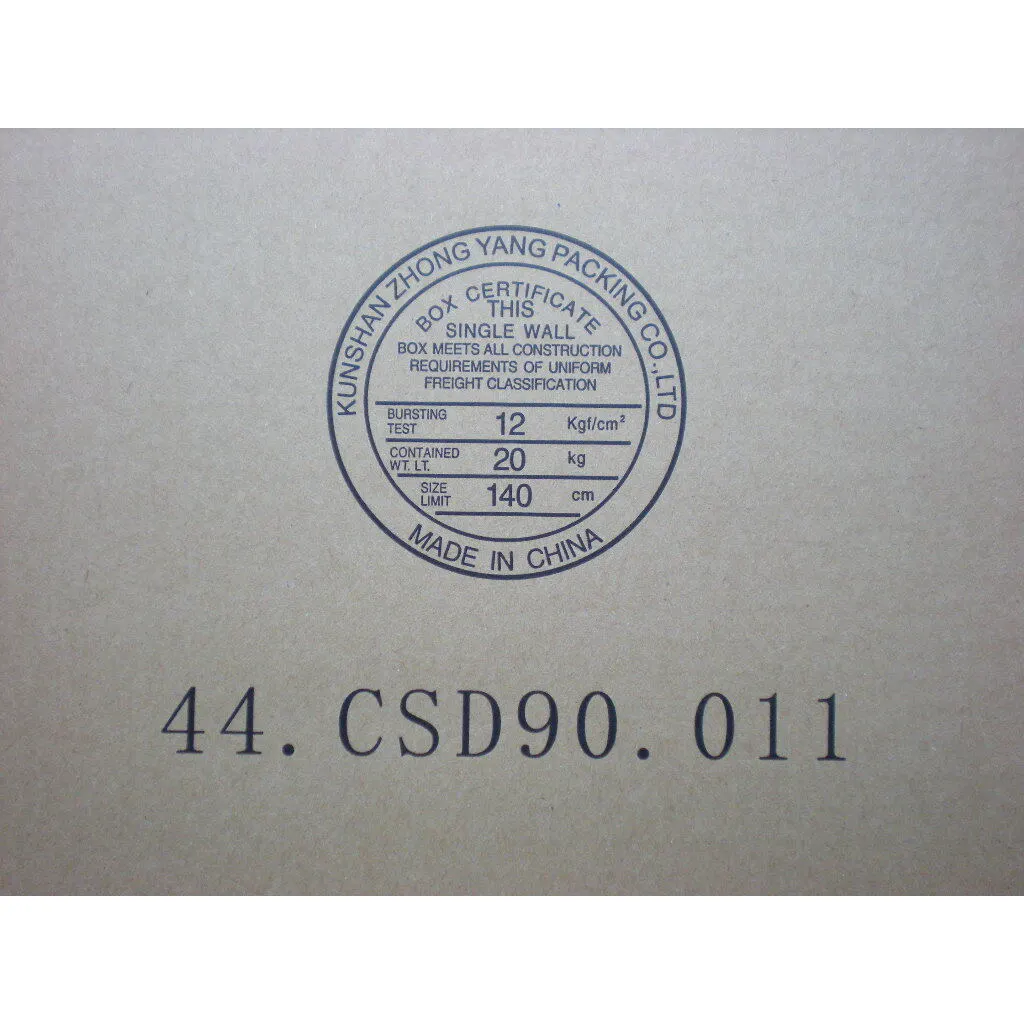 KUNSHAN ZHONG YANG PACKING CO.,LTD
BOX CERTIFICATE
THIS
SINGLE WALL
BOX MEETS ALL CONSTRUCTION
REQUIREMENTS OF UNIFORM
FREIGHT CLASSIFICATION
BURSTING TEST 12 Kgf/cm²
CONTAINED WT. LT. 20 kg
SIZE LIMIT 140 cm
MADE IN CHINA
44.CSD90.011